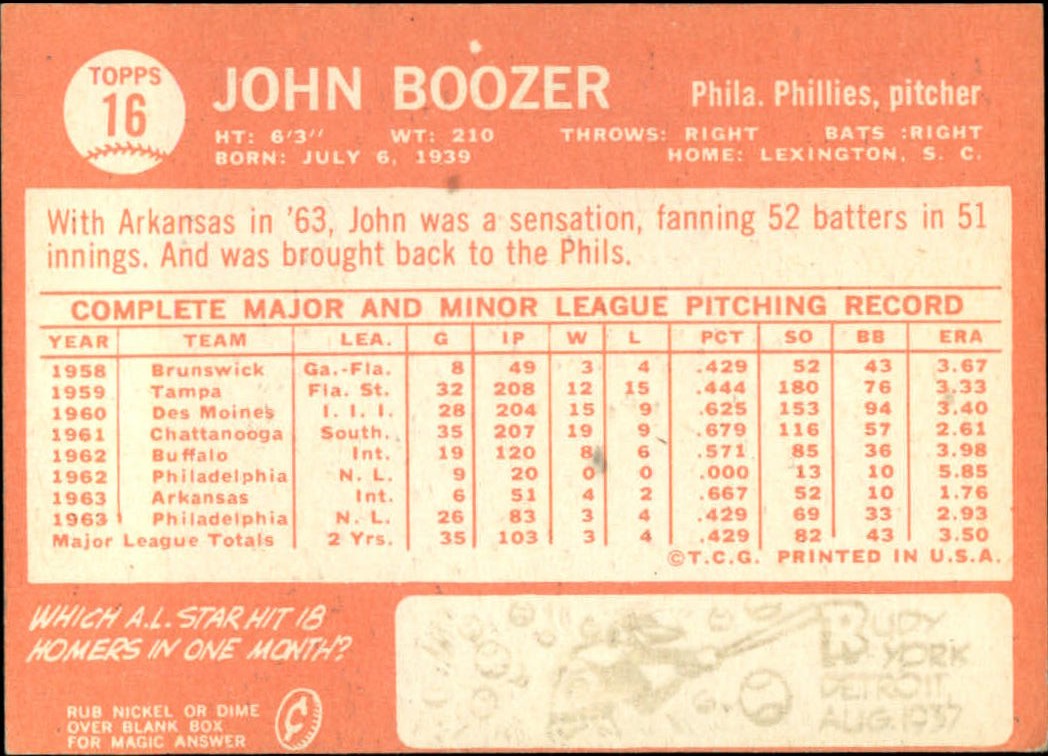 TOPPS
16
JOHN BOOZER
Phila. Phillies, pitcher
HT: 6'3" WT: 210 THROWS: RIGHT BATS :RIGHT
BORN: JULY 6, 1939 HOME: LEXINGTON, S. C.
With Arkansas in '63, John was a sensation, fanning 52 batters in 51
innings. And was brought back to the Phils.
COMPLETE MAJOR AND MINOR LEAGUE PITCHING RECORD
YEAR TEAM LEA. G IP W L PCT SO BB ERA
1958 Brunswick Ga.-Fla. 8 49 3 4 .429 52 43 3.67
1959 Tampa Fla. St. 32 208 12 15 .444 180 76 3.33
1960 Des Moines I. I. I. 28 204 15 9 .625 153 94 3.40
1961 Chattanooga South. 35 207 19 9 .679 116 57 2.61
1962 Buffalo Int. 19 120 8 6 .571 85 36 3.98
1962 Philadelphia N. L. 9 20 0 0 .000 13 10 5.85
1963 Arkansas Int. 6 51 4 2 .667 52 10 1.76
1963 Philadelphia N. L. 26 83 3 4 .429 69 33 2.93
Major League Totals 2 Yrs. 35 103 3 4 .429 82 43 3.50
©T.C.G. PRINTED IN U.S.A.
WHICH A.L. STAR HIT 18
HOMERS IN ONE MONTH?
RUB NICKEL OR DIME
OVER BLANK BOX
FOR MAGIC ANSWER
RUDY
YORK
DETROIT,
AUG. 1937